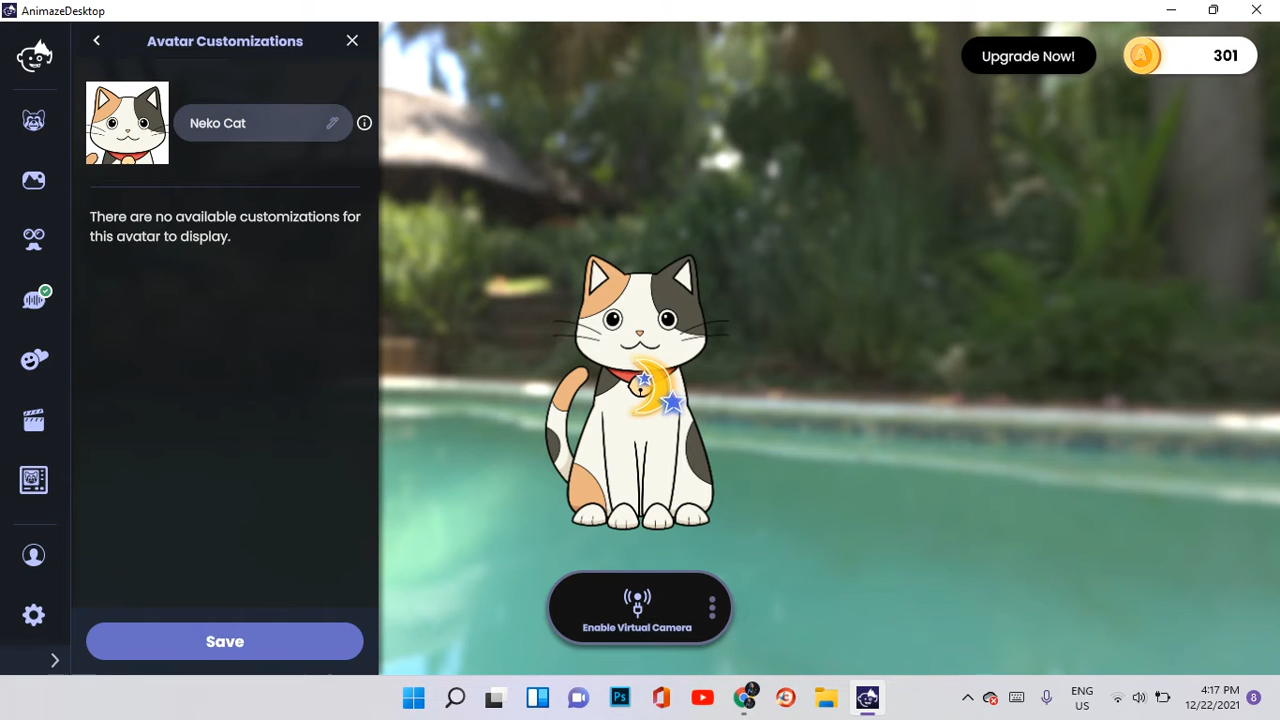 AnimazeDesktop
Avatar Customizations
Upgrade Now!
301
Neko Cat
There are no available customizations for
this avatar to display.
Enable Virtual Camera
Save
Ps
ENG
US
4:17 PM
12/22/2021
8